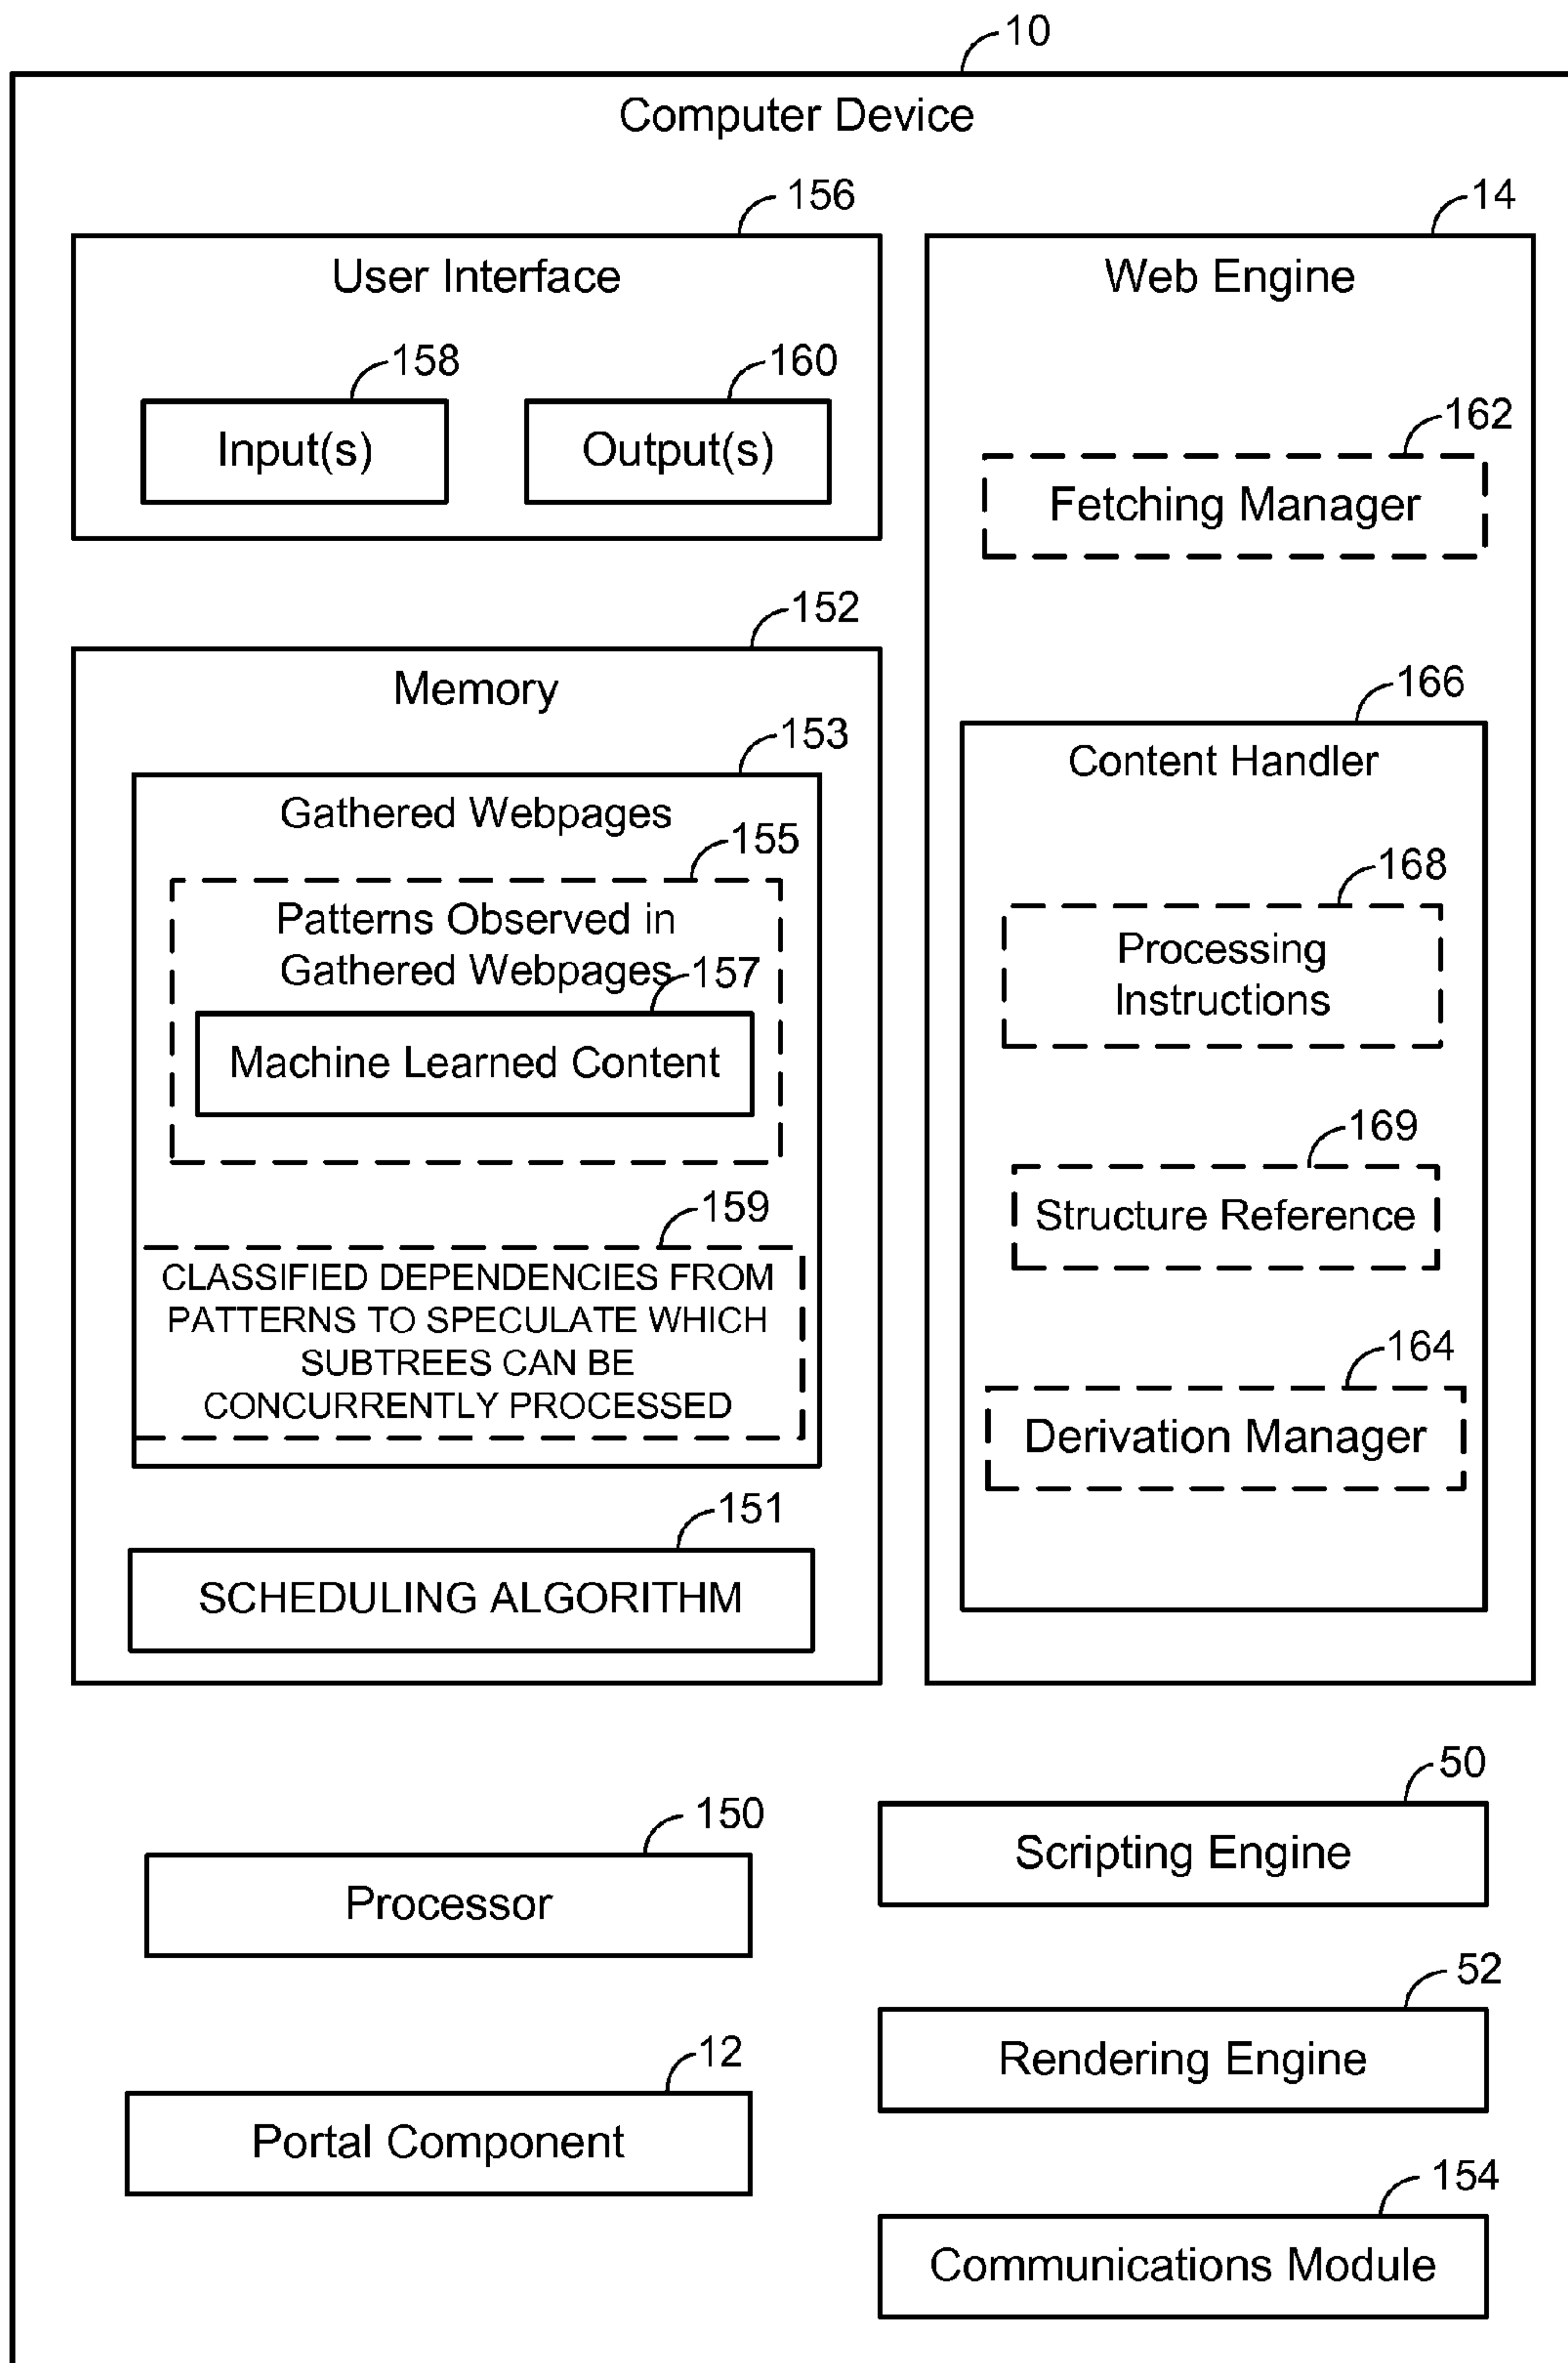 10
Computer Device
156
User Interface
158
Input(s)
160
Output(s)
14
Web Engine
162
Fetching Manager
152
Memory
153
Gathered Webpages
155
Patterns Observed in
Gathered Webpages
157
Machine Learned Content
159
CLASSIFIED DEPENDENCIES FROM
PATTERNS TO SPECULATE WHICH
SUBTREES CAN BE
CONCURRENTLY PROCESSED
151
SCHEDULING ALGORITHM
166
Content Handler
168
Processing
Instructions
169
Structure Reference
164
Derivation Manager
150
Processor
12
Portal Component
50
Scripting Engine
52
Rendering Engine
154
Communications Module